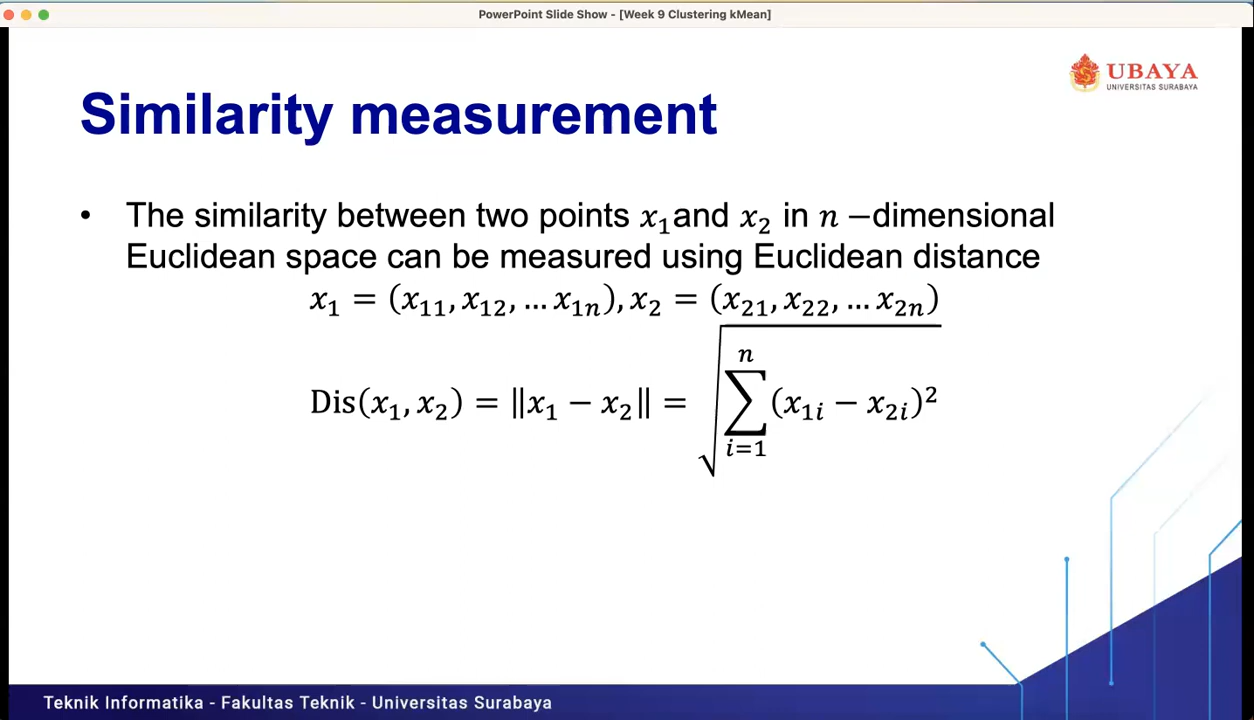 PowerPoint Slide Show - [Week 9 Clustering kMean]
UBAYA
UNIVERSITAS SURABAYA
Similarity measurement
• The similarity between two points x₁and x₂ in n −dimensional
Euclidean space can be measured using Euclidean distance
x₁ = (x₁₁, x₁₂, … x₁ₙ), x₂ = (x₂₁, x₂₂, … x₂ₙ)
Dis(x₁, x₂) = ‖x₁ − x₂‖ = √∑ᵢ₌₁ⁿ (x₁ᵢ − x₂ᵢ)²
Teknik Informatika - Fakultas Teknik - Universitas Surabaya